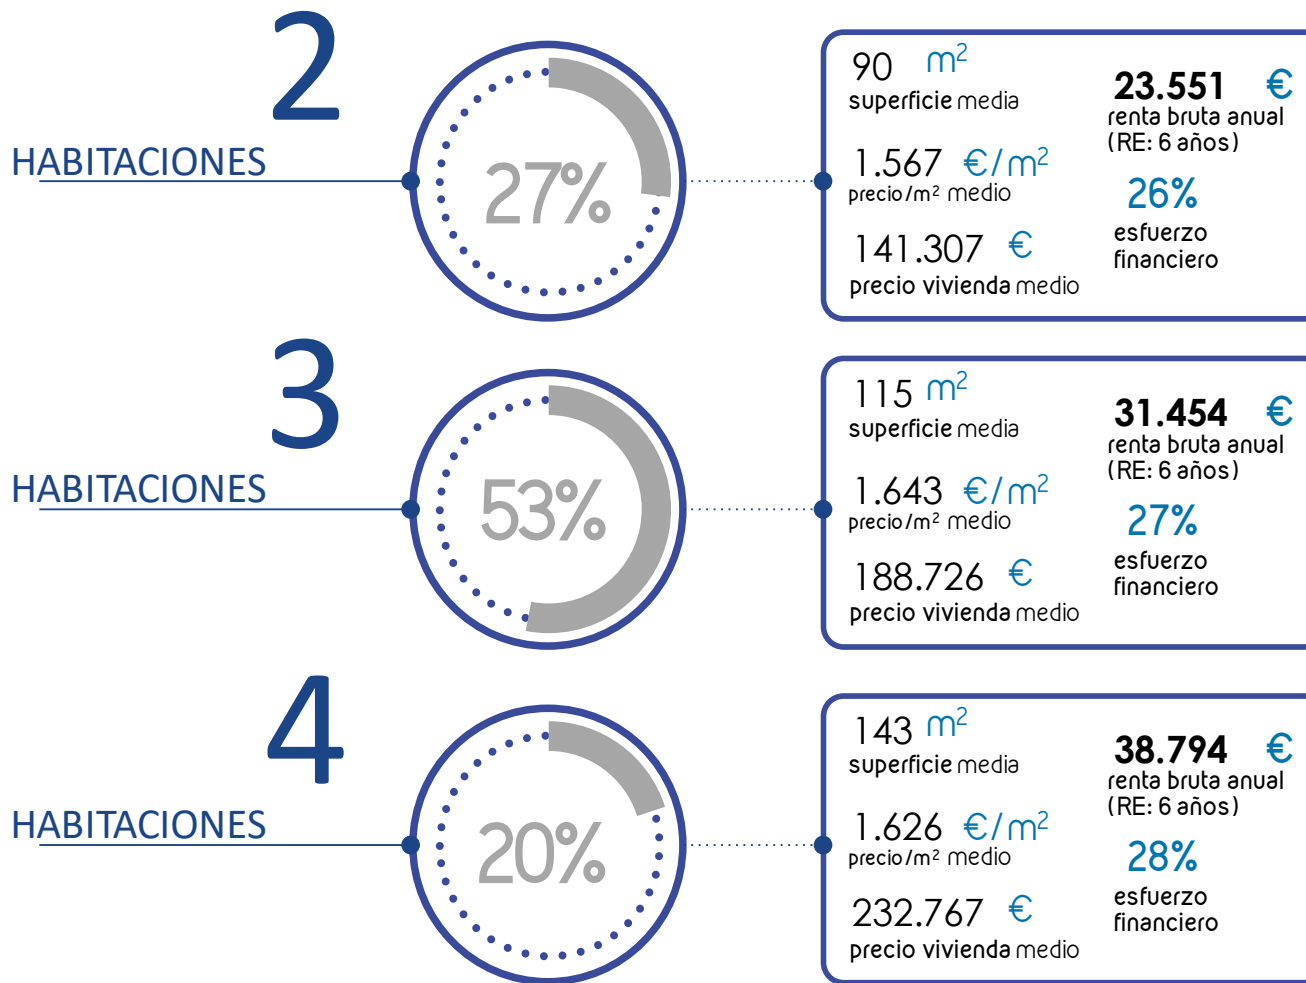 2
HABITACIONES
27%
90 m²
superficie media
1.567 €/m²
precio/m² medio
141.307 €
precio vivienda medio
23.551 €
renta bruta anual
(RE: 6 años)
26%
esfuerzo
financiero
3
HABITACIONES
53%
115 m²
superficie media
1.643 €/m²
precio/m² medio
188.726 €
precio vivienda medio
31.454 €
renta bruta anual
(RE: 6 años)
27%
esfuerzo
financiero
4
HABITACIONES
20%
143 m²
superficie media
1.626 €/m²
precio/m² medio
232.767 €
precio vivienda medio
38.794 €
renta bruta anual
(RE: 6 años)
28%
esfuerzo
financiero